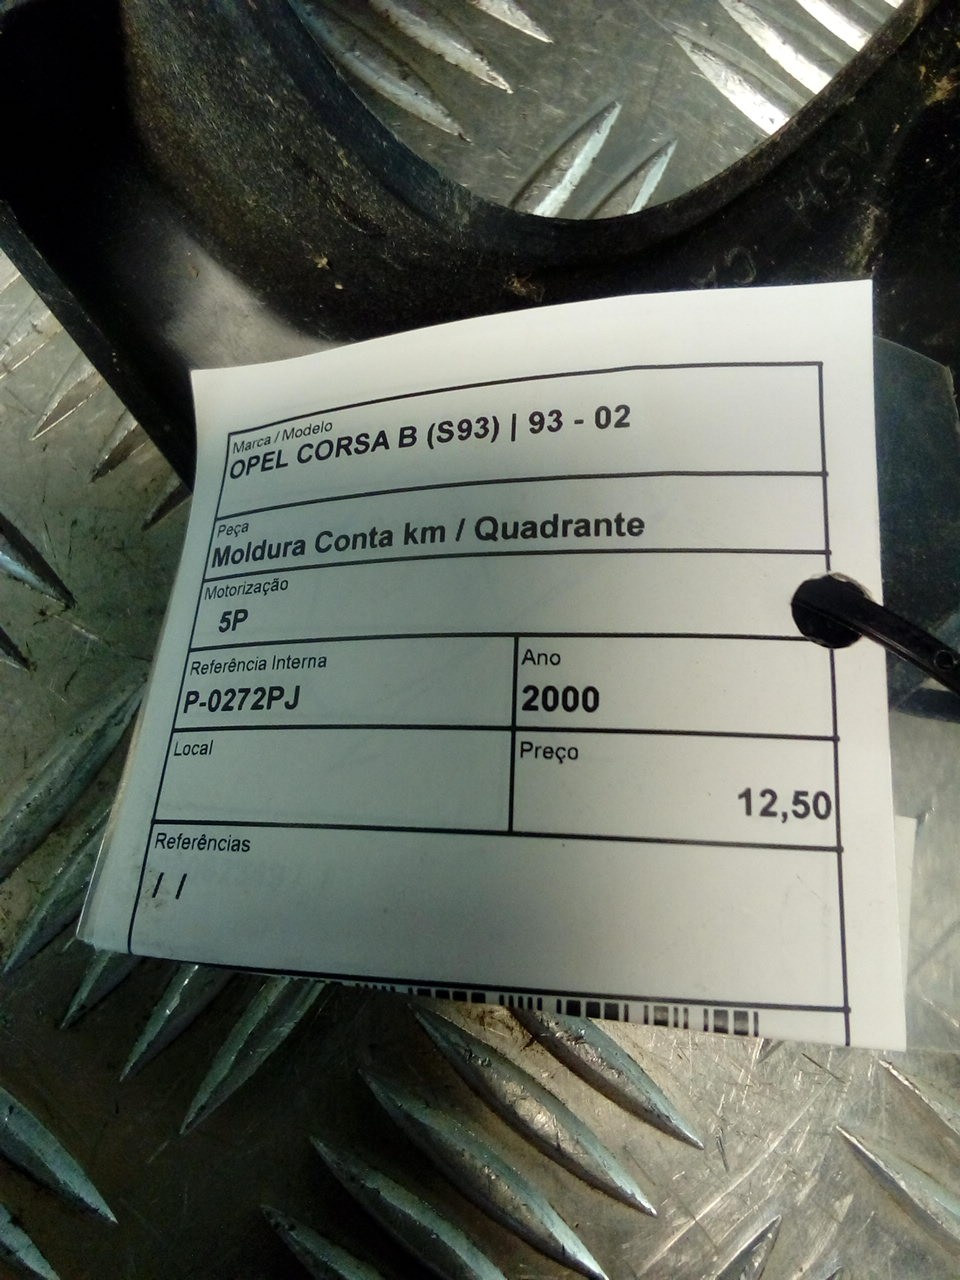 Marca / Modelo
OPEL CORSA B (S93) | 93 - 02
Peça
Moldura Conta km / Quadrante
Motorização
5P
Referência Interna
P-0272PJ
Ano
2000
Local
Preço
12,50
Referências
/ /